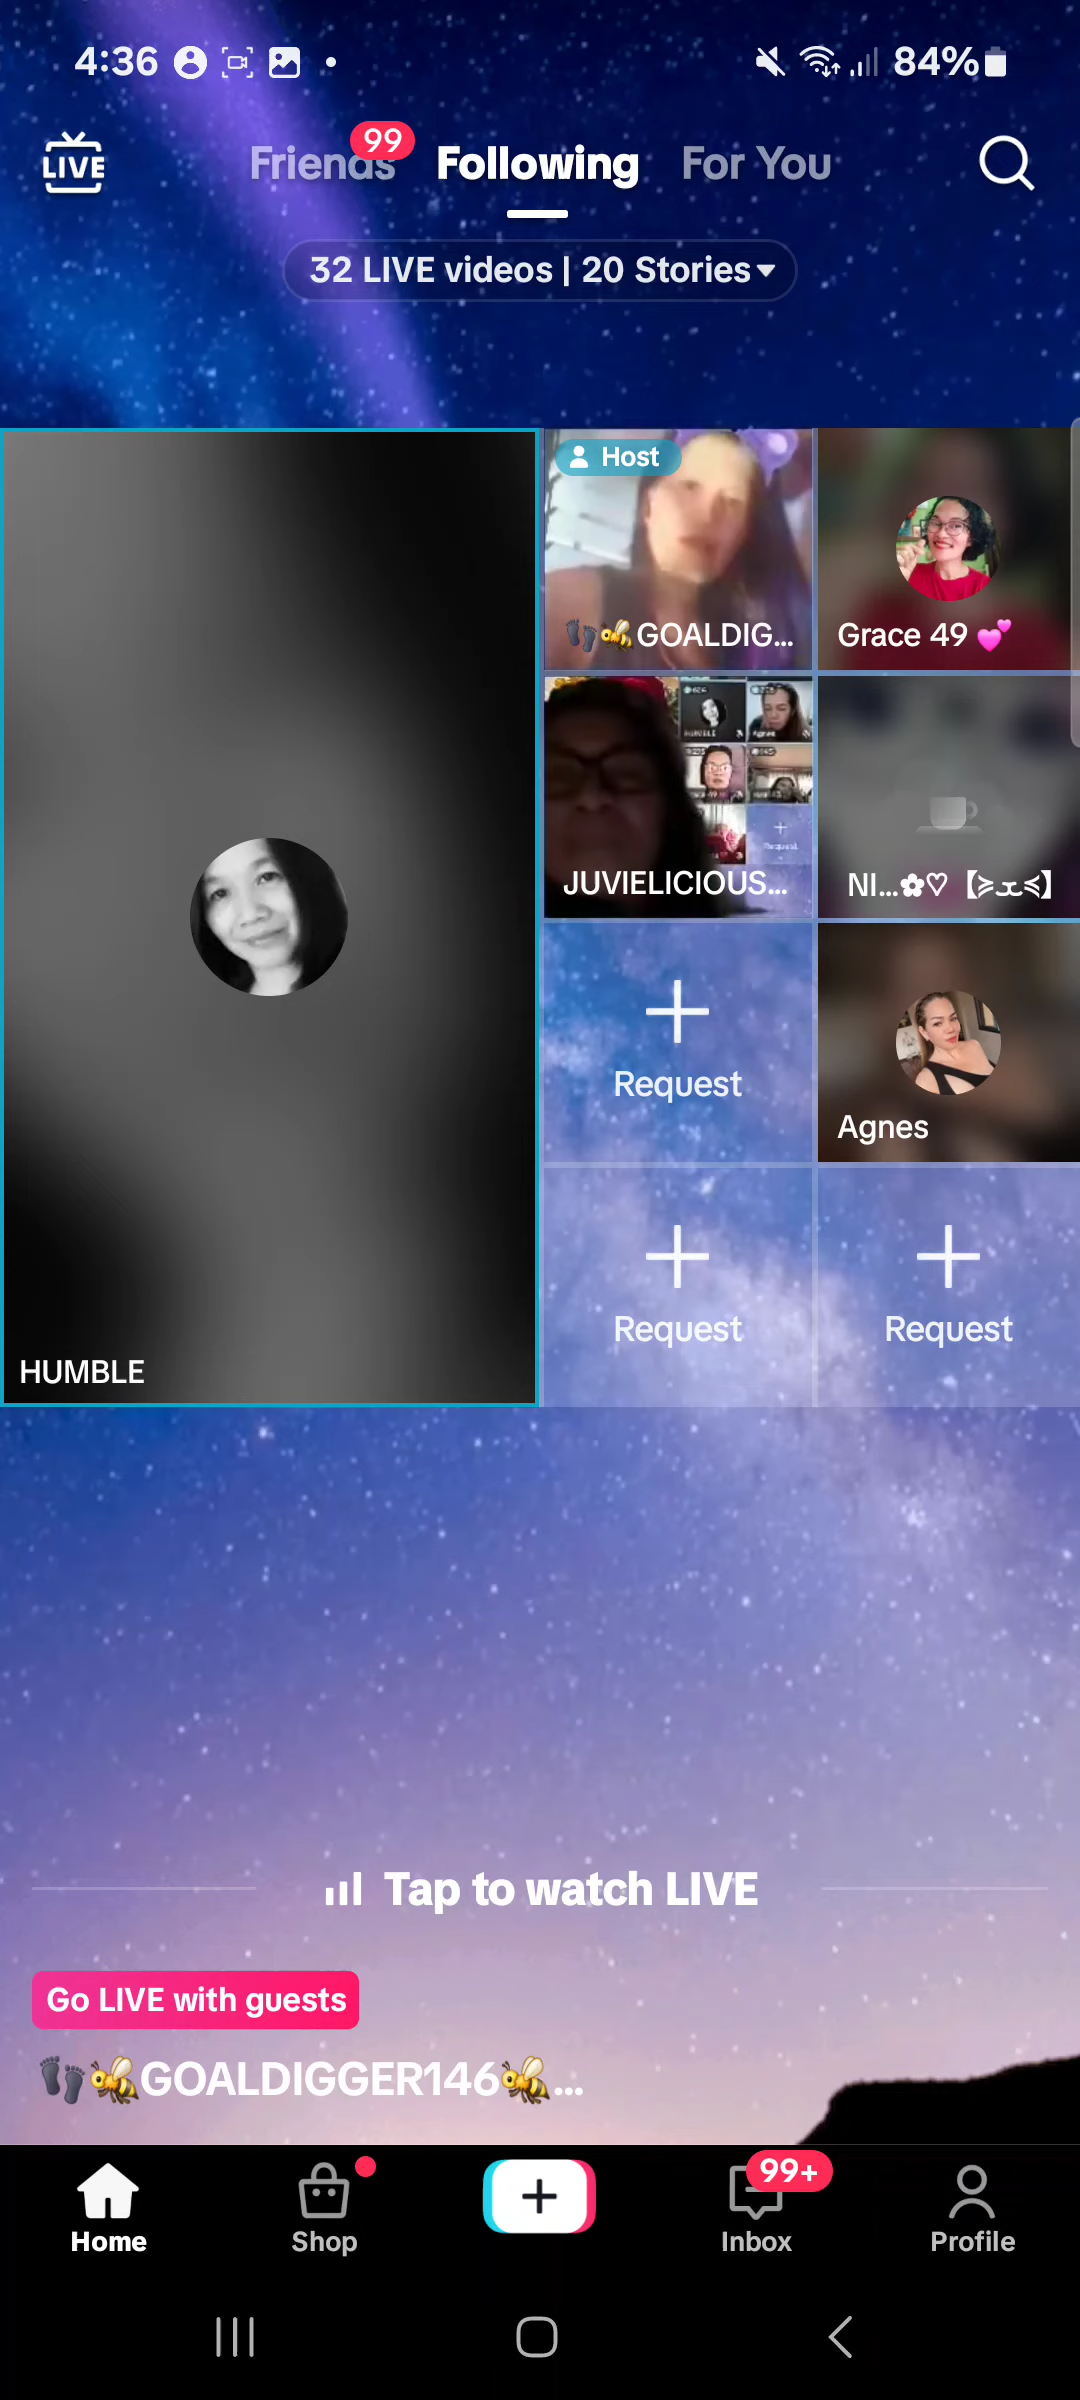 4:36
84%
LIVE
Friends 99
Following
For You
32 LIVE videos | 20 Stories
Host
👣🐝GOALDIG...
Grace 49 💕
JUVIELICIOUS...
NI...✿♡
HUMBLE
Request
Agnes
Request
Request
Tap to watch LIVE
Go LIVE with guests
👣🐝GOALDIGGER146🐝...
Home
Shop
Inbox 99+
Profile